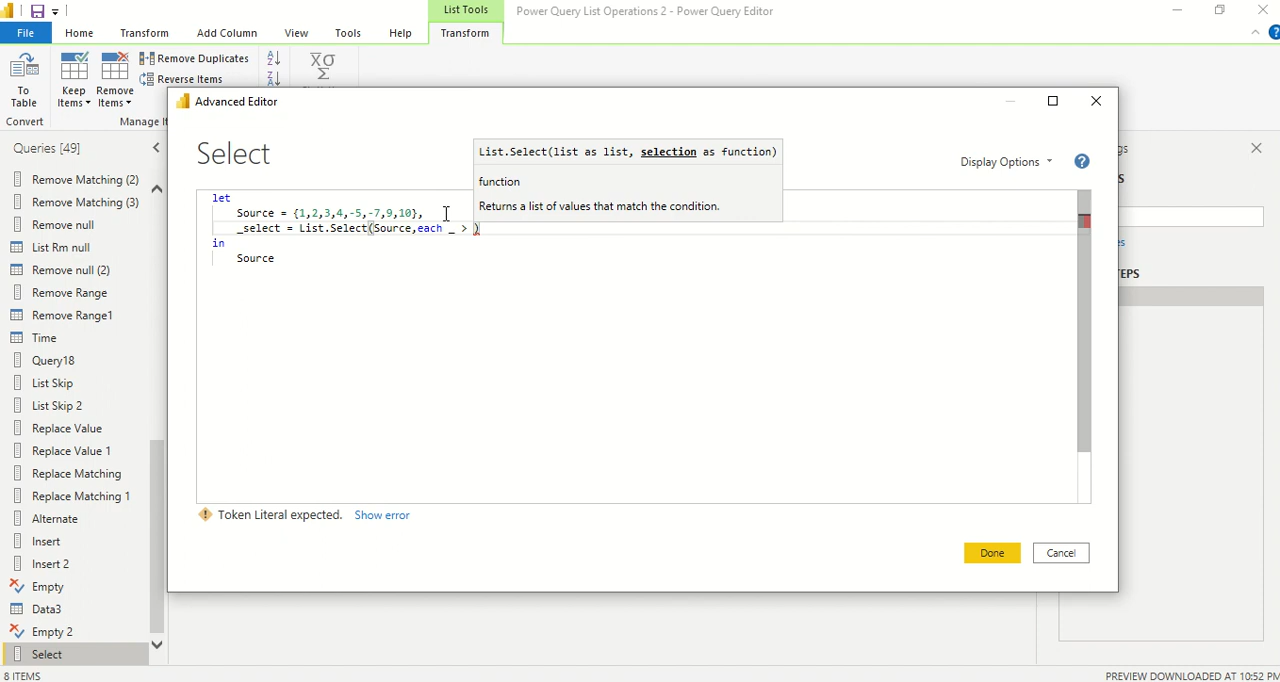 List Tools
Power Query List Operations 2 - Power Query Editor
File Home Transform Add Column View Tools Help Transform
To Table
Keep Items
Remove Items
Remove Duplicates
Reverse Items
Convert
Manage It
Queries [49]
Remove Matching (2)
Remove Matching (3)
Remove null
List Rm null
Remove null (2)
Remove Range
Remove Range1
Time
Query18
List Skip
List Skip 2
Replace Value
Replace Value 1
Replace Matching
Replace Matching 1
Alternate
Insert
Insert 2
Empty
Data3
Empty 2
Select
Advanced Editor
Select
Display Options
List.Select(list as list, selection as function)
function
Returns a list of values that match the condition.
let
Source = {1,2,3,4,-5,-7,9,10},
_select = List.Select(Source,each _ > )
in
Source
Token Literal expected. Show error
Done Cancel
gs
S
es
TEPS
8 ITEMS
PREVIEW DOWNLOADED AT 10:52 PM